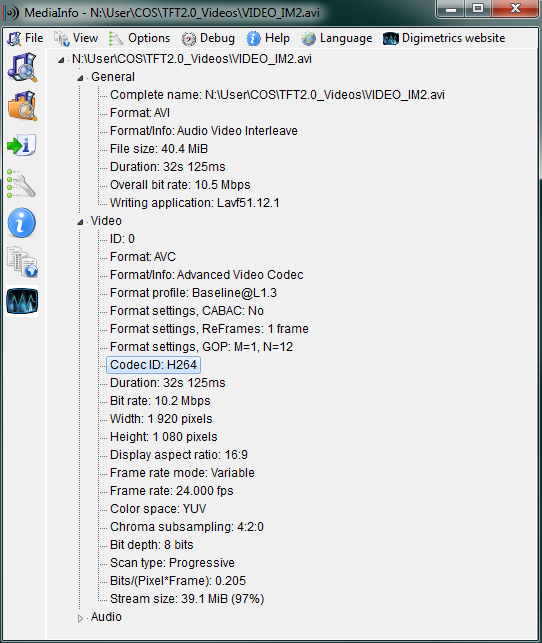 MediaInfo - N:\User\COS\TFT2.0_Videos\VIDEO_IM2.avi
File View Options Debug Help Language Digimetrics website
N:\User\COS\TFT2.0_Videos\VIDEO_IM2.avi
General
Complete name: N:\User\COS\TFT2.0_Videos\VIDEO_IM2.avi
Format: AVI
Format/Info: Audio Video Interleave
File size: 40.4 MiB
Duration: 32s 125ms
Overall bit rate: 10.5 Mbps
Writing application: Lavf51.12.1
Video
ID: 0
Format: AVC
Format/Info: Advanced Video Codec
Format profile: Baseline@L1.3
Format settings, CABAC: No
Format settings, ReFrames: 1 frame
Format settings, GOP: M=1, N=12
Codec ID: H264
Duration: 32s 125ms
Bit rate: 10.2 Mbps
Width: 1 920 pixels
Height: 1 080 pixels
Display aspect ratio: 16:9
Frame rate mode: Variable
Frame rate: 24.000 fps
Color space: YUV
Chroma subsampling: 4:2:0
Bit depth: 8 bits
Scan type: Progressive
Bits/(Pixel*Frame): 0.205
Stream size: 39.1 MiB (97%)
Audio